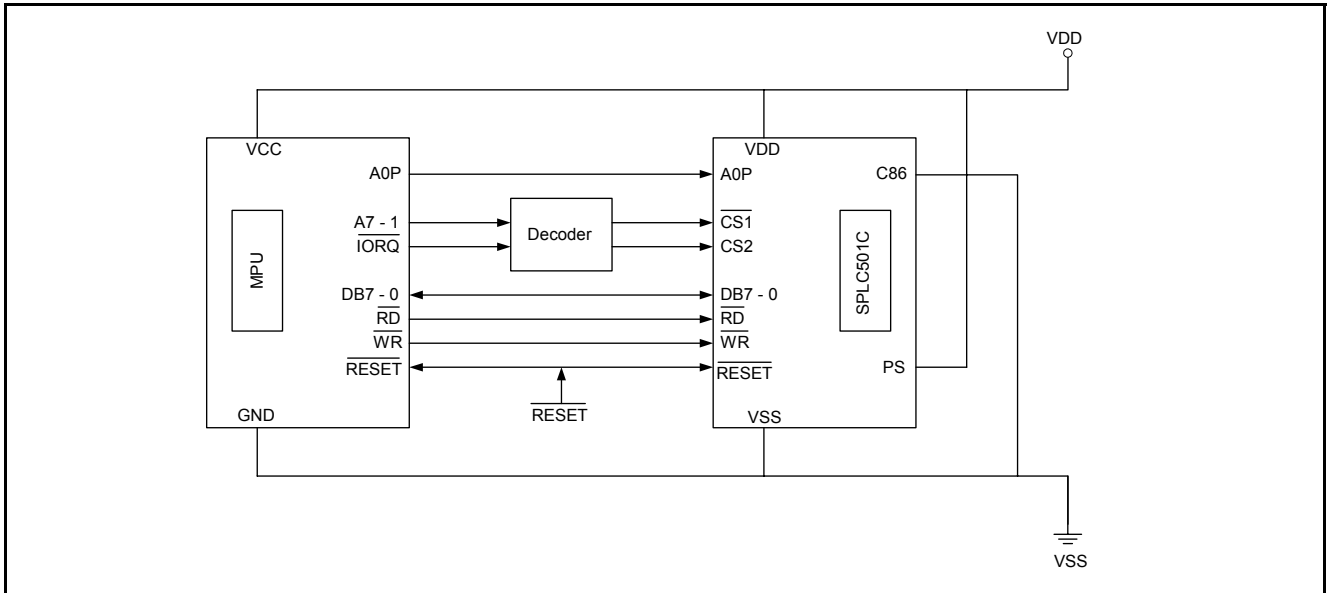 VDD
VCC
VDD
A0P
A0P
C86
A7 - 1
CS1
Decoder
IORQ
CS2
MPU
SPLC501C
DB7 - 0
DB7 - 0
RD
RD
WR
WR
RESET
RESET
PS
RESET
GND
VSS
VSS